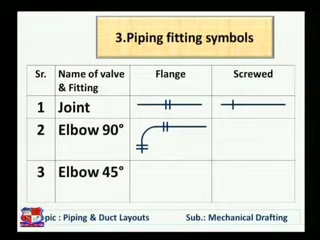 3.Piping fitting symbols
Sr. Name of valve & Fitting Flange Screwed
1 Joint
2 Elbow 90°
3 Elbow 45°
opic : Piping & Duct Layouts Sub.: Mechanical Drafting